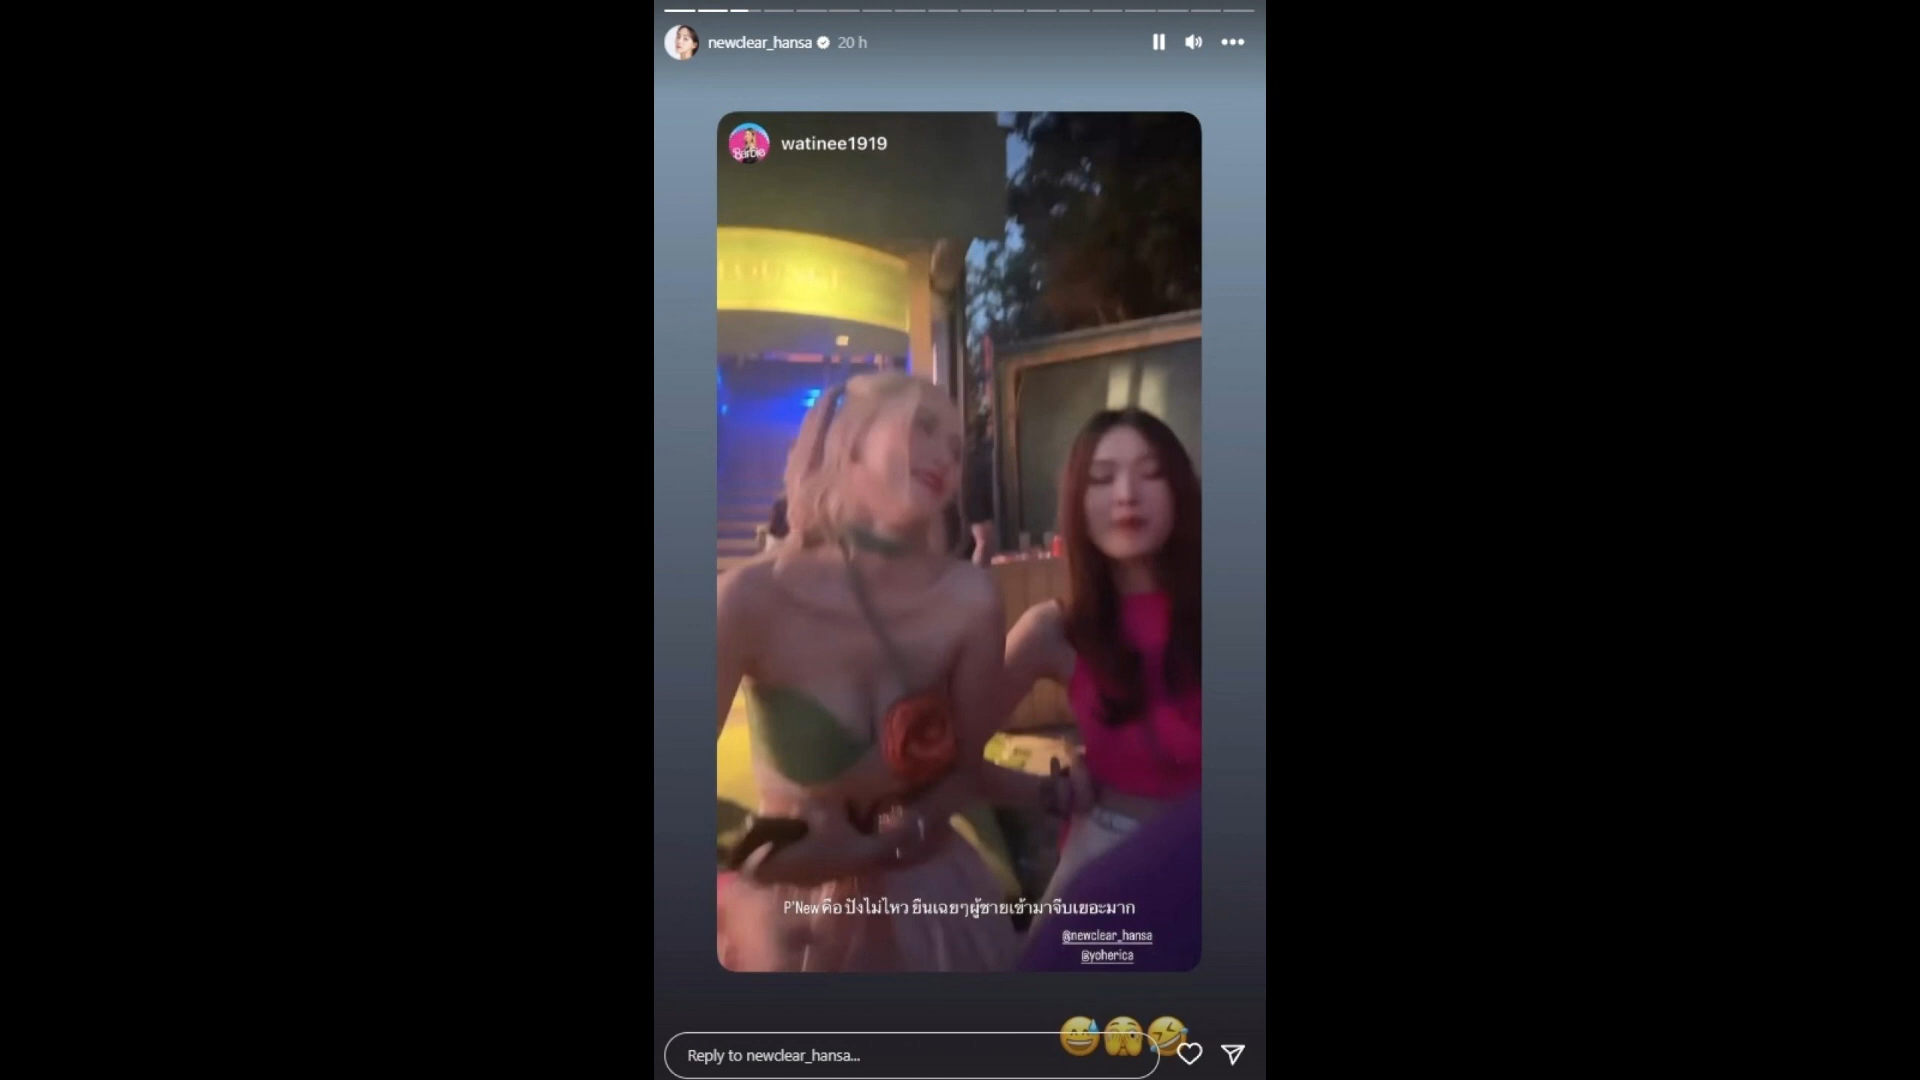 newclear_hansa 20 h
Barbie
watinee1919
P'New คือ ปังไม่ไหว ยืนเฉยๆผู้ชายเข้ามาจีบเยอะมาก
@newclear_hansa
@yoherica
Reply to newclear_hansa...